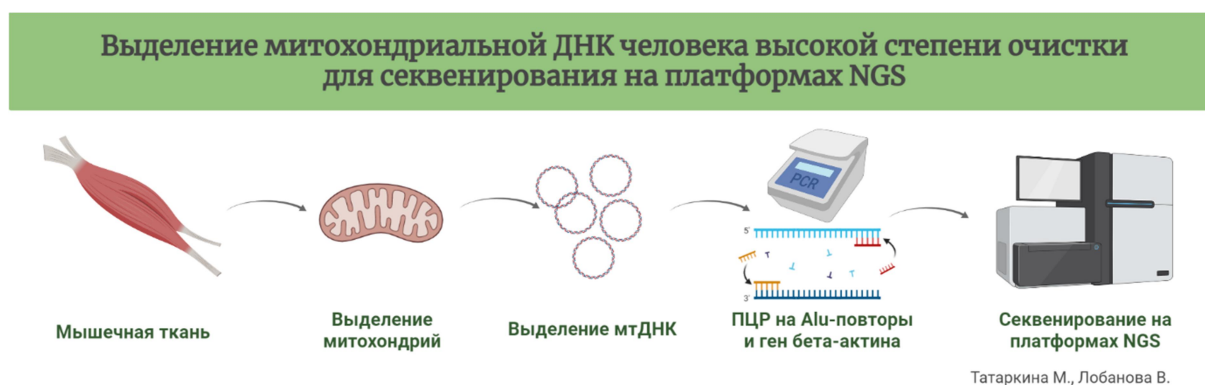 Выделение митохондриальной ДНК человека высокой степени очистки
для секвенирования на платформах NGS
PCR
5'
3'
Мышечная ткань
Выделение
митохондрий
Выделение мтДНК
ПЦР на Alu-повторы
и ген бета-актина
Секвенирование на
платформах NGS
Татаркина М., Лобанова В.